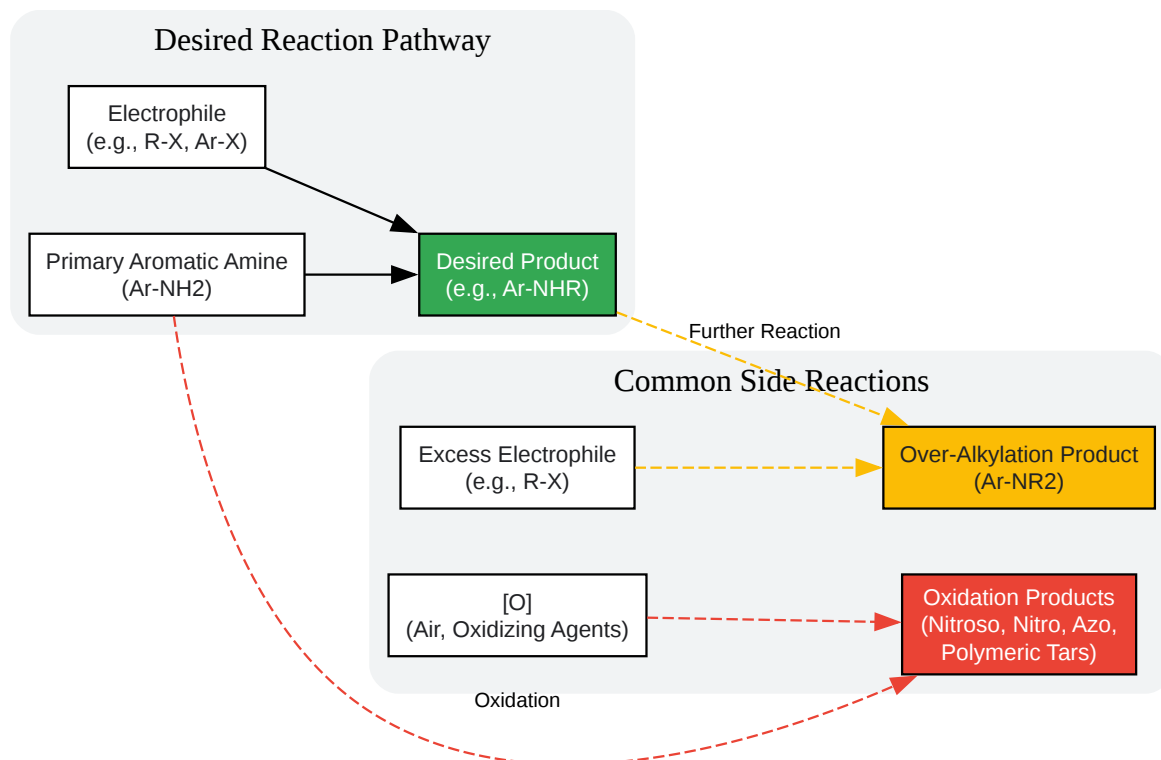 Desired Reaction Pathway
Electrophile
(e.g., R-X, Ar-X)
Primary Aromatic Amine
(Ar-NH2)
Desired Product
(e.g., Ar-NHR)
Further Reaction
Common Side Reactions
Excess Electrophile
(e.g., R-X)
Over-Alkylation Product
(Ar-NR2)
[O]
(Air, Oxidizing Agents)
Oxidation Products
(Nitroso, Nitro, Azo,
Polymeric Tars)
Oxidation